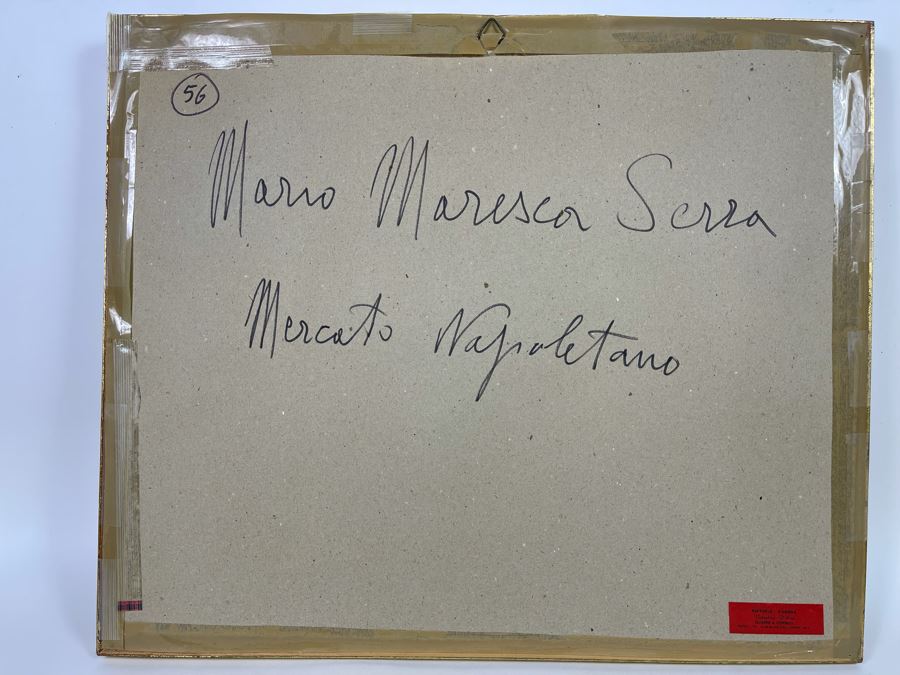 56
Mario Maresca Serra
Mercato Napoletano